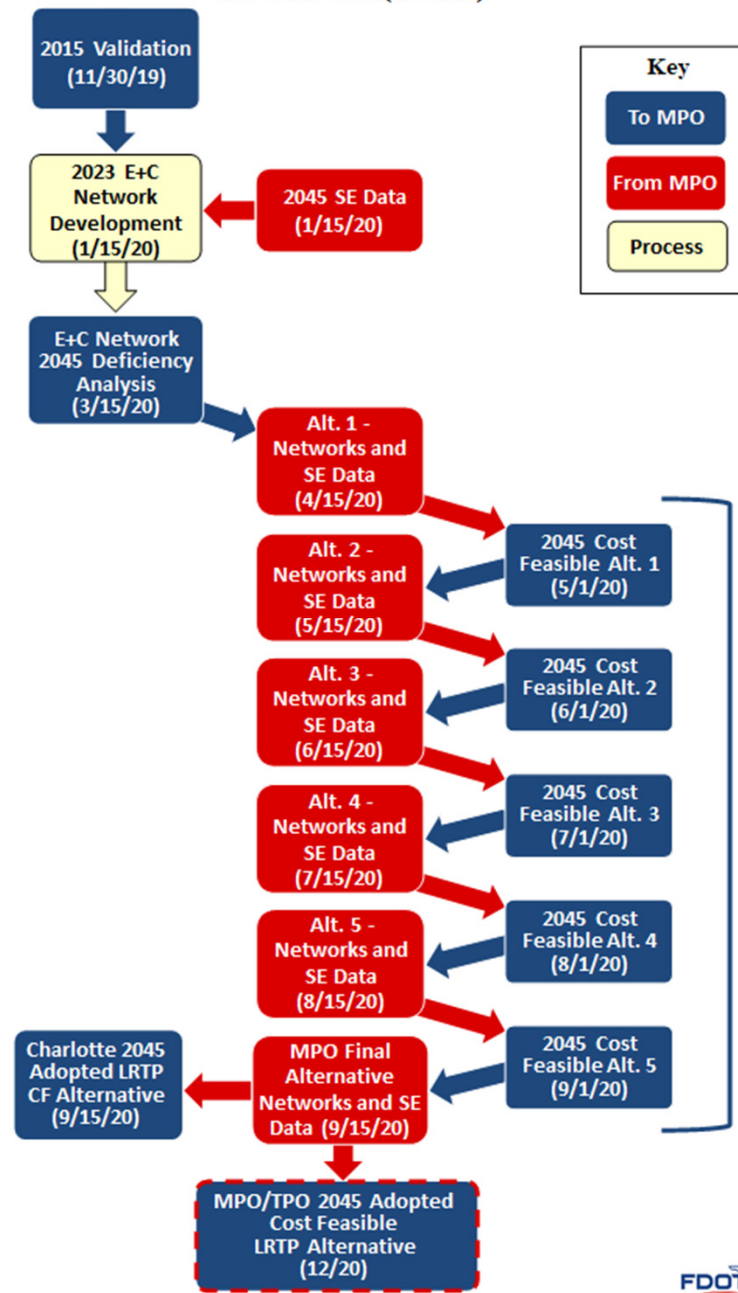 2015 Validation
(11/30/19)
Key
To MPO
From MPO
Process
2023 E+C
Network
Development
(1/15/20)
2045 SE Data
(1/15/20)
E+C Network
2045 Deficiency
Analysis
(3/15/20)
Alt. 1 -
Networks and
SE Data
(4/15/20)
2045 Cost
Feasible Alt. 1
(5/1/20)
Alt. 2 -
Networks and
SE Data
(5/15/20)
2045 Cost
Feasible Alt. 2
(6/1/20)
Alt. 3 -
Networks and
SE Data
(6/15/20)
2045 Cost
Feasible Alt. 3
(7/1/20)
Alt. 4 -
Networks and
SE Data
(7/15/20)
2045 Cost
Feasible Alt. 4
(8/1/20)
Alt. 5 -
Networks and
SE Data
(8/15/20)
2045 Cost
Feasible Alt. 5
(9/1/20)
Charlotte 2045
Adopted LRTP
CF Alternative
(9/15/20)
MPO Final
Alternative
Networks and SE
Data (9/15/20)
MPO/TPO 2045 Adopted
Cost Feasible
LRTP Alternative
(12/20)
FDOT